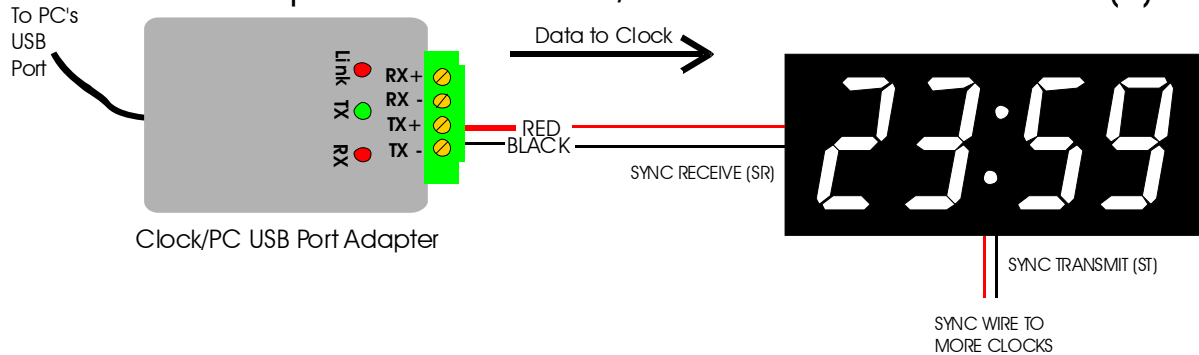 To PC's
USB
Port
Data to Clock
Link
TX
RX
RX+
RX -
TX+
TX -
RED
BLACK
SYNC RECEIVE (SR)
23:59
Clock/PC USB Port Adapter
SYNC TRANSMIT (ST)
SYNC WIRE TO
MORE CLOCKS